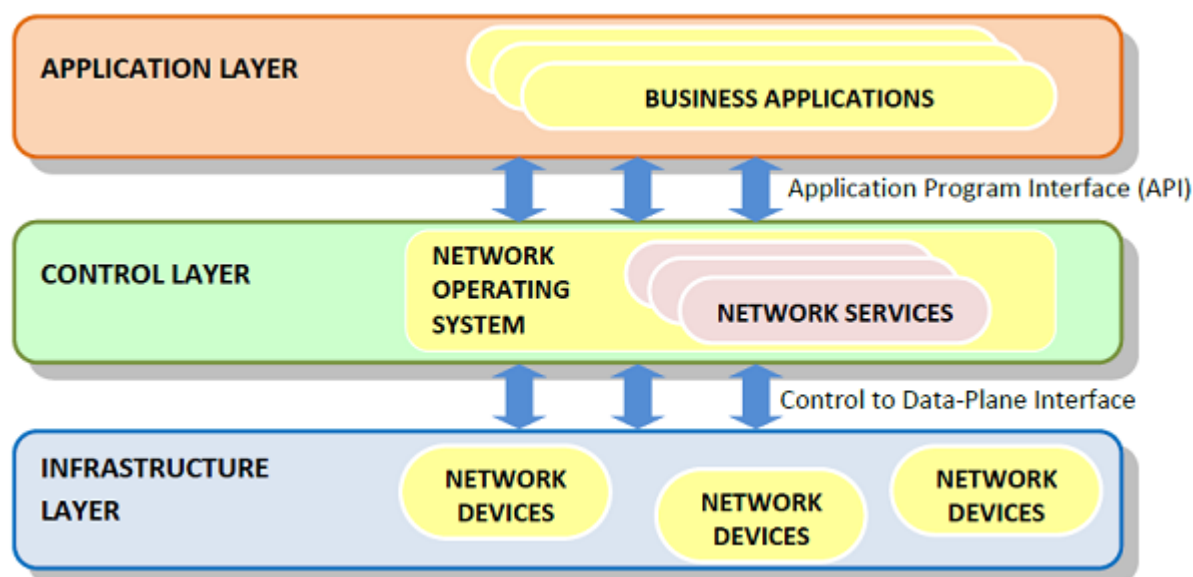 APPLICATION LAYER
BUSINESS APPLICATIONS
Application Program Interface (API)
CONTROL LAYER
NETWORK
OPERATING
SYSTEM
NETWORK SERVICES
Control to Data-Plane Interface
INFRASTRUCTURE
LAYER
NETWORK
DEVICES
NETWORK
DEVICES
NETWORK
DEVICES